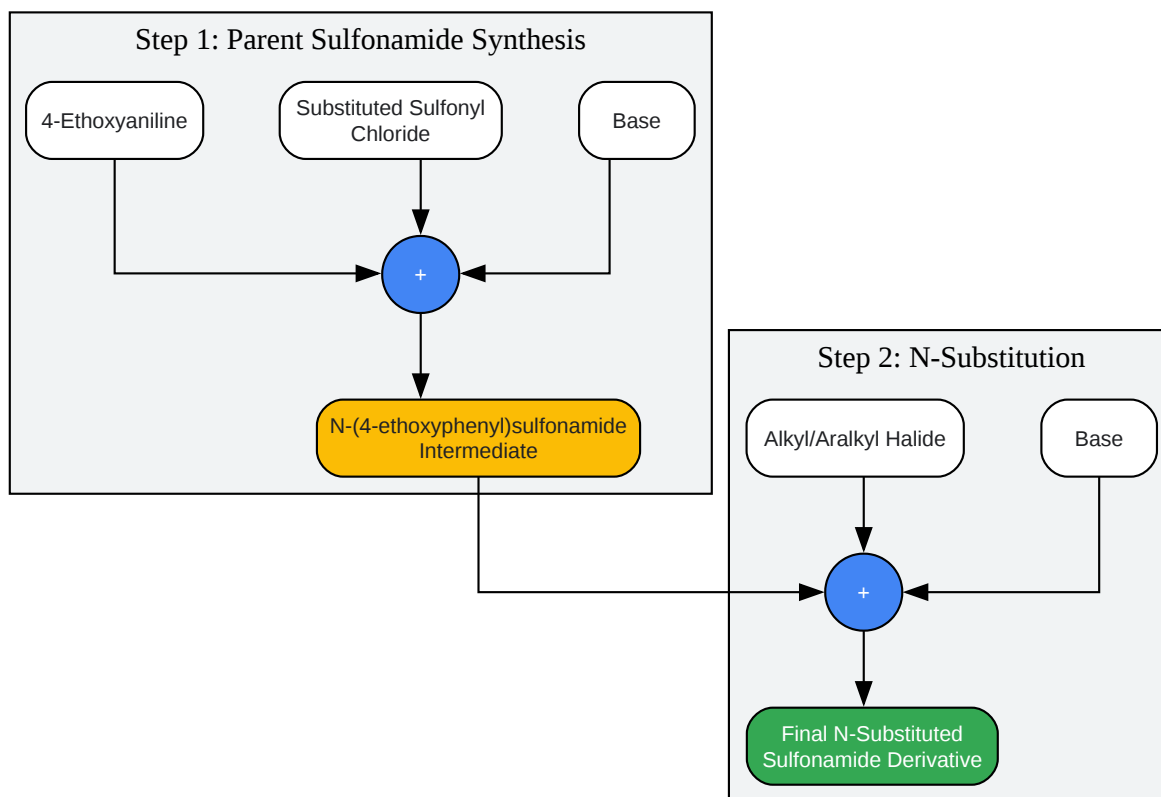 Step 1: Parent Sulfonamide Synthesis
4-Ethoxyaniline
Substituted Sulfonyl
Chloride
Base
+
N-(4-ethoxyphenyl)sulfonamide
Intermediate
Step 2: N-Substitution
Alkyl/Aralkyl Halide
Base
+
Final N-Substituted
Sulfonamide Derivative